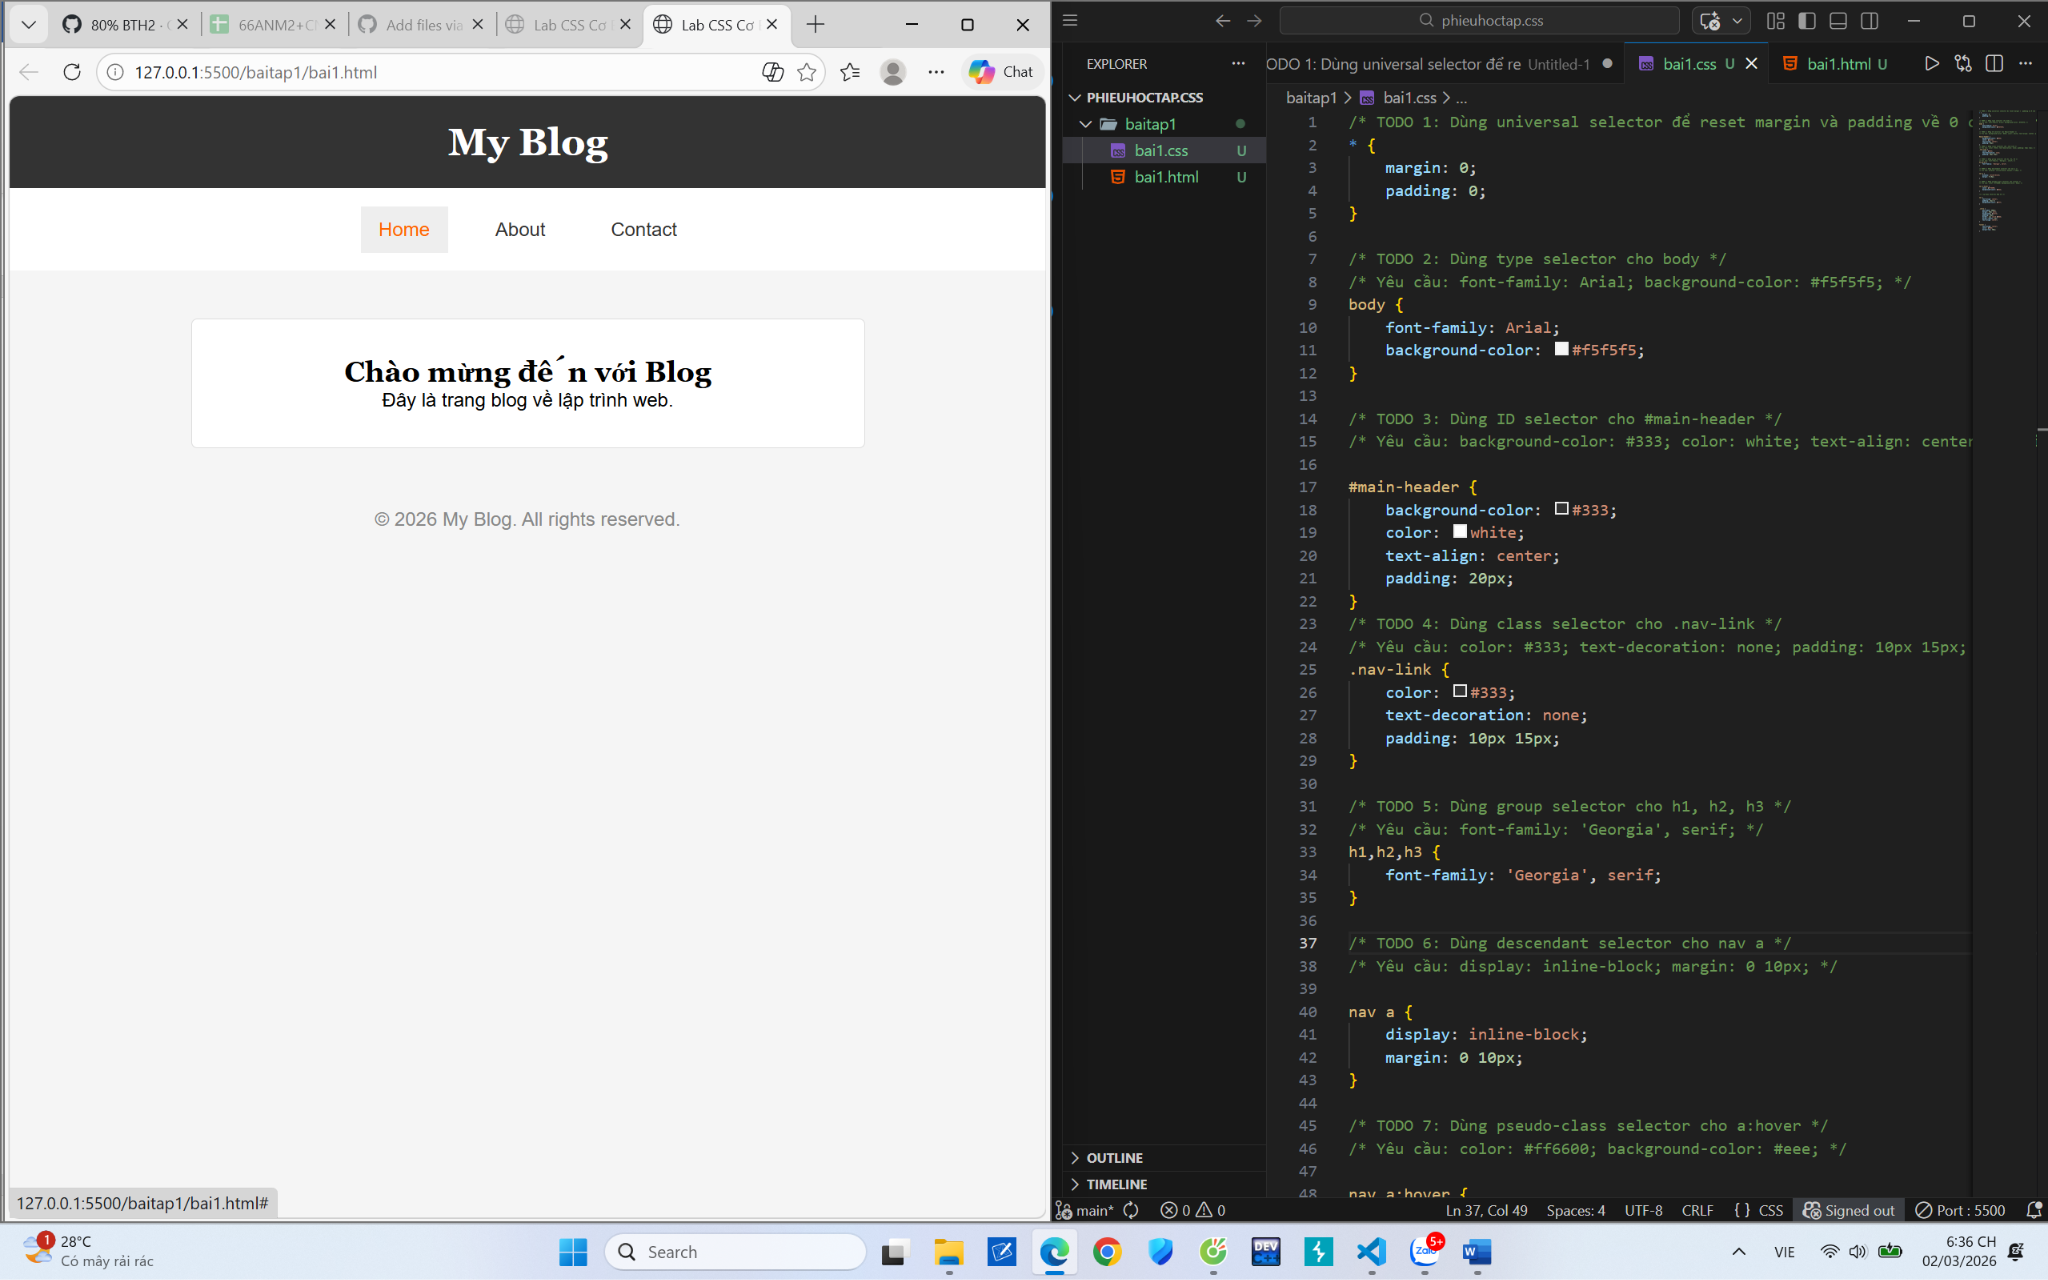 80% BTH2 -
66ANM2+C
Add files via
Lab CSS Cơ
Lab CSS Cơ
127.0.0.1:5500/baitap1/bai1.html
Chat
My Blog
Home
About
Contact
Chào mừng đến với Blog
Đây là trang blog về lập trình web.
© 2026 My Blog. All rights reserved.
127.0.0.1:5500/baitap1/bai1.html#
phieuhoctap.css
EXPLORER
ODO 1: Dùng universal selector để re Untitled-1
bai1.css U
bai1.html U
PHIEUHOCTAP.CSS
baitap1
bai1.css U
bai1.html U
OUTLINE
TIMELINE
baitap1 > bai1.css > ...
1 /* TODO 1: Dùng universal selector để reset margin và padding về 0 c
2 * {
3 margin: 0;
4 padding: 0;
5 }
6
7 /* TODO 2: Dùng type selector cho body */
8 /* Yêu cầu: font-family: Arial; background-color: #f5f5f5; */
9 body {
10 font-family: Arial;
11 background-color: #f5f5f5;
12 }
13
14 /* TODO 3: Dùng ID selector cho #main-header */
15 /* Yêu cầu: background-color: #333; color: white; text-align: center
16
17 #main-header {
18 background-color: #333;
19 color: white;
20 text-align: center;
21 padding: 20px;
22 }
23 /* TODO 4: Dùng class selector cho .nav-link */
24 /* Yêu cầu: color: #333; text-decoration: none; padding: 10px 15px;
25 .nav-link {
26 color: #333;
27 text-decoration: none;
28 padding: 10px 15px;
29 }
30
31 /* TODO 5: Dùng group selector cho h1, h2, h3 */
32 /* Yêu cầu: font-family: 'Georgia', serif; */
33 h1,h2,h3 {
34 font-family: 'Georgia', serif;
35 }
36
37 /* TODO 6: Dùng descendant selector cho nav a */
38 /* Yêu cầu: display: inline-block; margin: 0 10px; */
39
40 nav a {
41 display: inline-block;
42 margin: 0 10px;
43 }
44
45 /* TODO 7: Dùng pseudo-class selector cho a:hover */
46 /* Yêu cầu: color: #ff6600; background-color: #eee; */
47
48 nav a:hover {
main* 0 0
Ln 37, Col 49 Spaces: 4 UTF-8 CRLF { } CSS Signed out Port : 5500
1
28°C
Có mây rải rác
Search
DEV C++
Zalo
5+
W
VIE
6:36 CH
02/03/2026